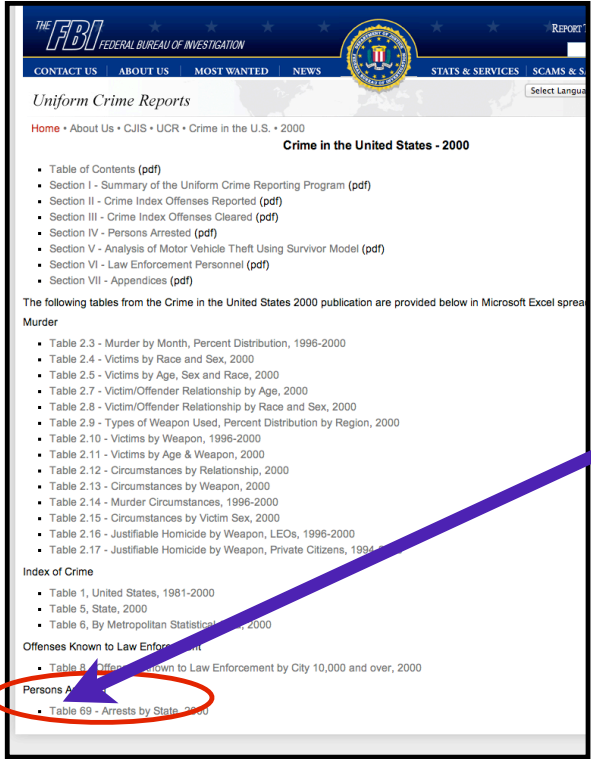 THE FBI FEDERAL BUREAU OF INVESTIGATION
REPORT
CONTACT US | ABOUT US | MOST WANTED | NEWS STATS & SERVICES | SCAMS &
DEPARTMENT OF JUSTICE
Uniform Crime Reports
Select Langua
Home • About Us • CJIS • UCR • Crime in the U.S. • 2000
Crime in the United States - 2000
Table of Contents (pdf)
Section I - Summary of the Uniform Crime Reporting Program (pdf)
Section II - Crime Index Offenses Reported (pdf)
Section III - Crime Index Offenses Cleared (pdf)
Section IV - Persons Arrested (pdf)
Section V - Analysis of Motor Vehicle Theft Using Survivor Model (pdf)
Section VI - Law Enforcement Personnel (pdf)
Section VII - Appendices (pdf)
The following tables from the Crime in the United States 2000 publication are provided below in Microsoft Excel sprea
Murder
Table 2.3 - Murder by Month, Percent Distribution, 1996-2000
Table 2.4 - Victims by Race and Sex, 2000
Table 2.5 - Victims by Age, Sex and Race, 2000
Table 2.7 - Victim/Offender Relationship by Age, 2000
Table 2.8 - Victim/Offender Relationship by Race and Sex, 2000
Table 2.9 - Types of Weapon Used, Percent Distribution by Region, 2000
Table 2.10 - Victims by Weapon, 1996-2000
Table 2.11 - Victims by Age & Weapon, 2000
Table 2.12 - Circumstances by Relationship, 2000
Table 2.13 - Circumstances by Weapon, 2000
Table 2.14 - Murder Circumstances, 1996-2000
Table 2.15 - Circumstances by Victim Sex, 2000
Table 2.16 - Justifiable Homicide by Weapon, LEOs, 1996-2000
Table 2.17 - Justifiable Homicide by Weapon, Private Citizens, 1994-2000
Index of Crime
Table 1, United States, 1981-2000
Table 5, State, 2000
Table 6, By Metropolitan Statistical 2000
Offenses Known to Law Enforcement
Table 8 - Offenses Known to Law Enforcement by City 10,000 and over, 2000
Persons
Table 69 - Arrests by State, 2000